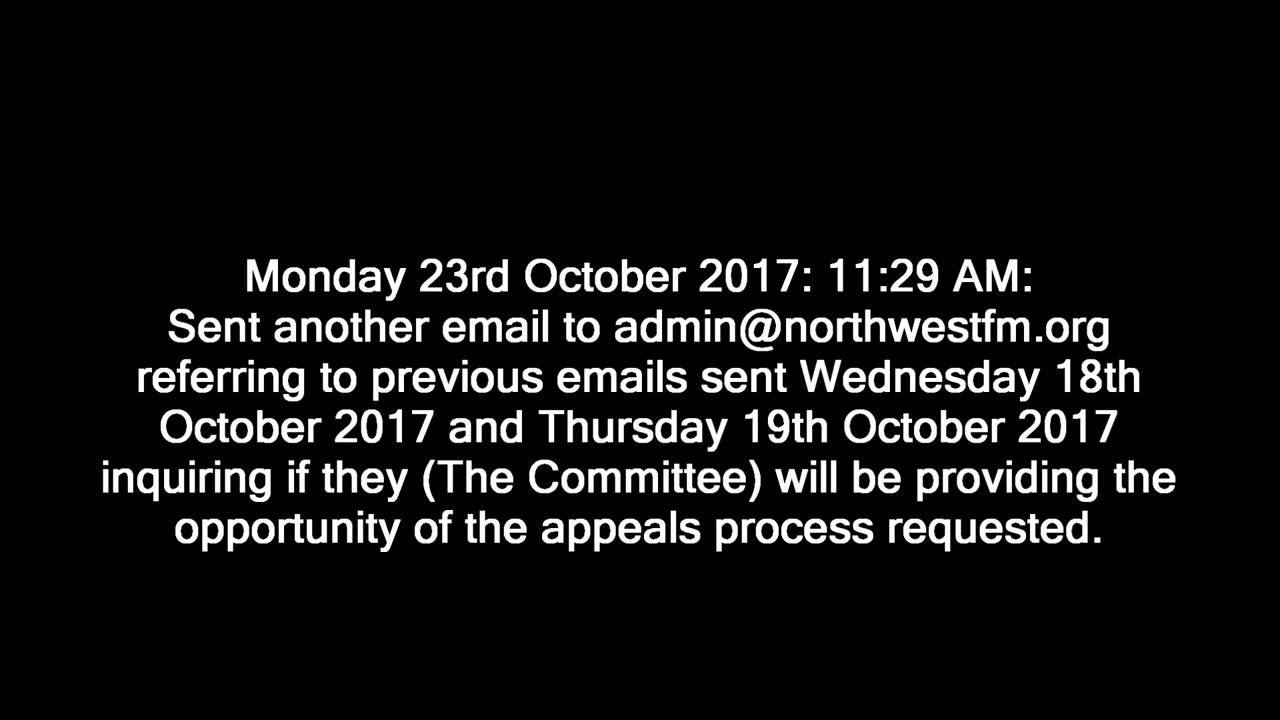 Monday 23rd October 2017: 11:29 AM:
Sent another email to admin@northwestfm.org
referring to previous emails sent Wednesday 18th
October 2017 and Thursday 19th October 2017
inquiring if they (The Committee) will be providing the
opportunity of the appeals process requested.